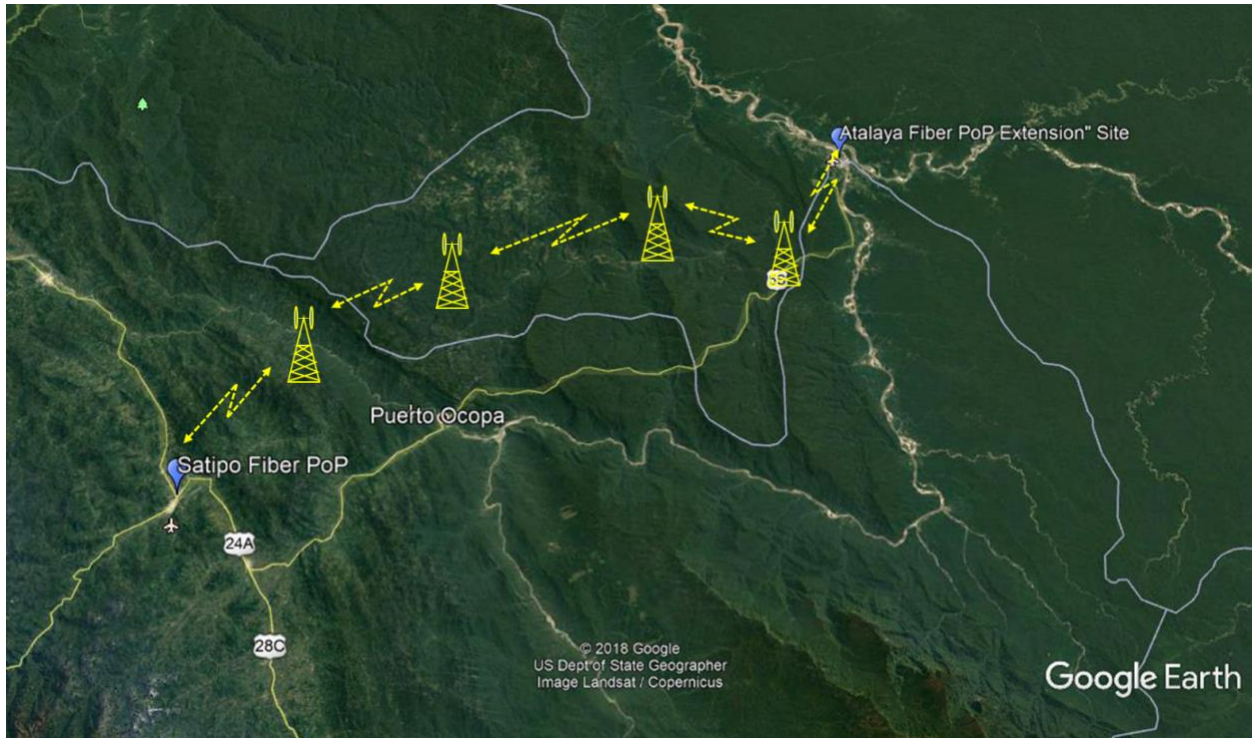 Atalaya Fiber PoP Extension" Site
Puerto Ocopa
Satipo Fiber PoP
24A
28C
© 2018 Google
US Dept of State Geographer
Image Landsat / Copernicus
Google Earth